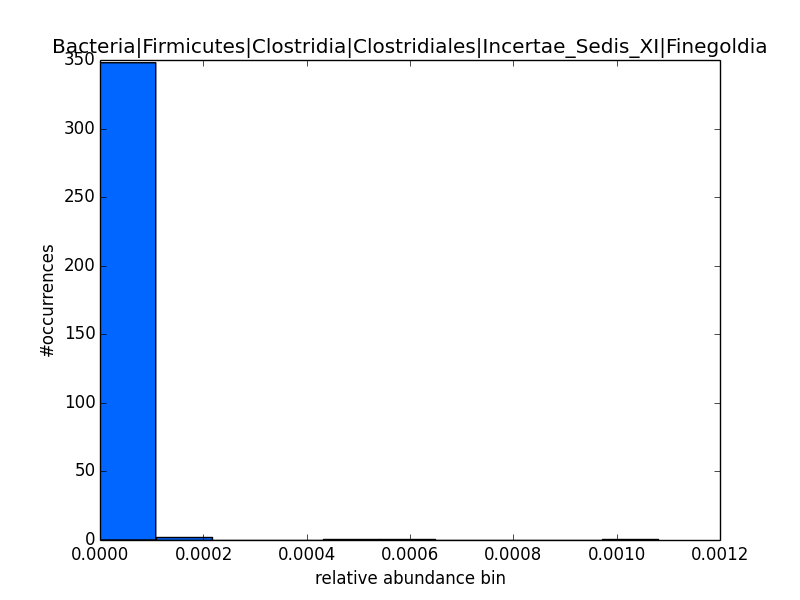 Bacteria|Firmicutes|Clostridia|Clostridiales|Incertae_Sedis_XI|Finegoldia
350
300
250
200
150
100
50
0
#occurrences
0.0000 0.0002 0.0004 0.0006 0.0008 0.0010 0.0012
relative abundance bin